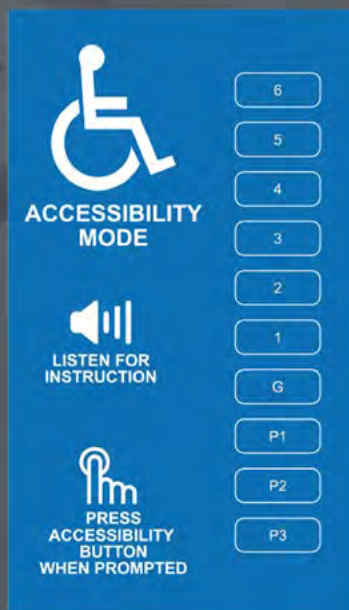 ACCESSIBILITY
MODE
LISTEN FOR
INSTRUCTION
PRESS
ACCESSIBILITY
BUTTON
WHEN PROMPTED
6
5
4
3
2
1
G
P1
P2
P3